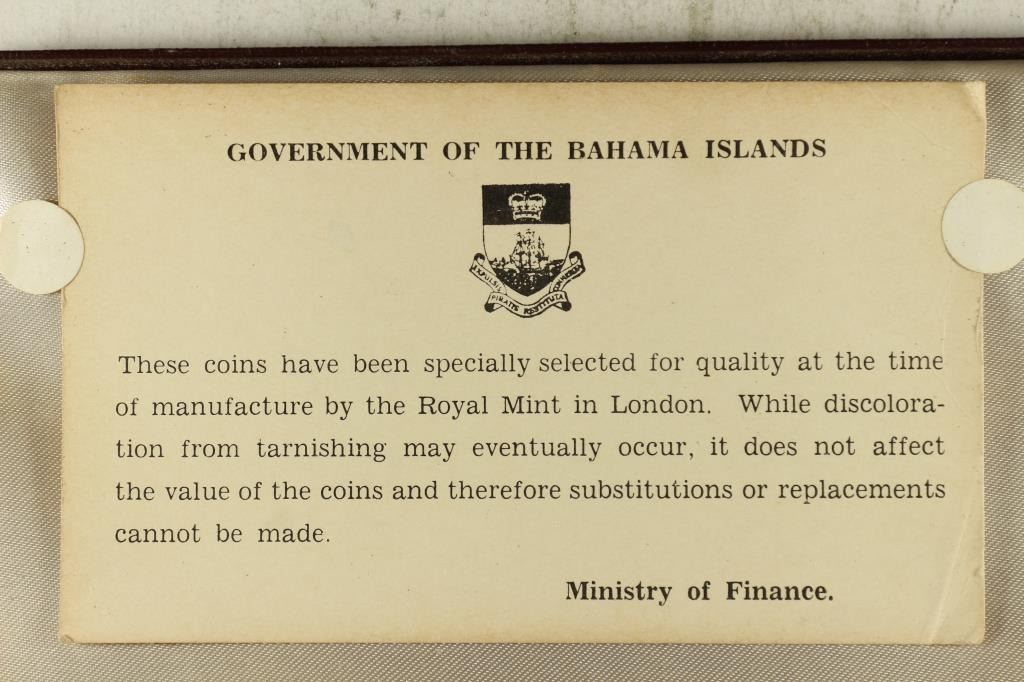 GOVERNMENT OF THE BAHAMA ISLANDS
EXPULSIS
PIRATIS RESTITUTA
COMMERCIA
These coins have been specially selected for quality at the time
of manufacture by the Royal Mint in London. While discolora-
tion from tarnishing may eventually occur, it does not affect
the value of the coins and therefore substitutions or replacements
cannot be made.
Ministry of Finance.